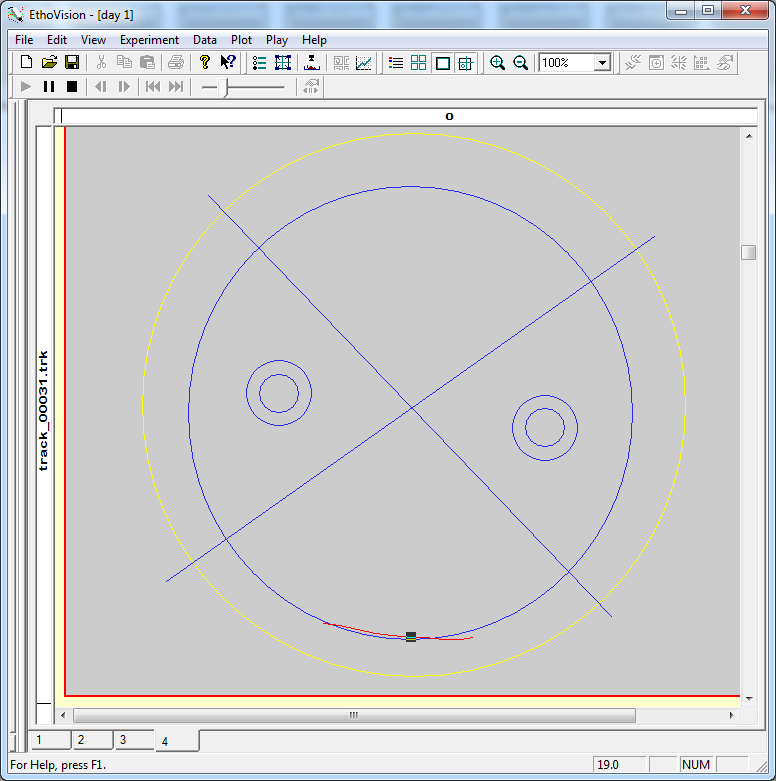 EthoVision - [day 1]
File Edit View Experiment Data Plot Play Help
100%
o
track_00031.trk
1 2 3 4
For Help, press F1.
19.0 NUM